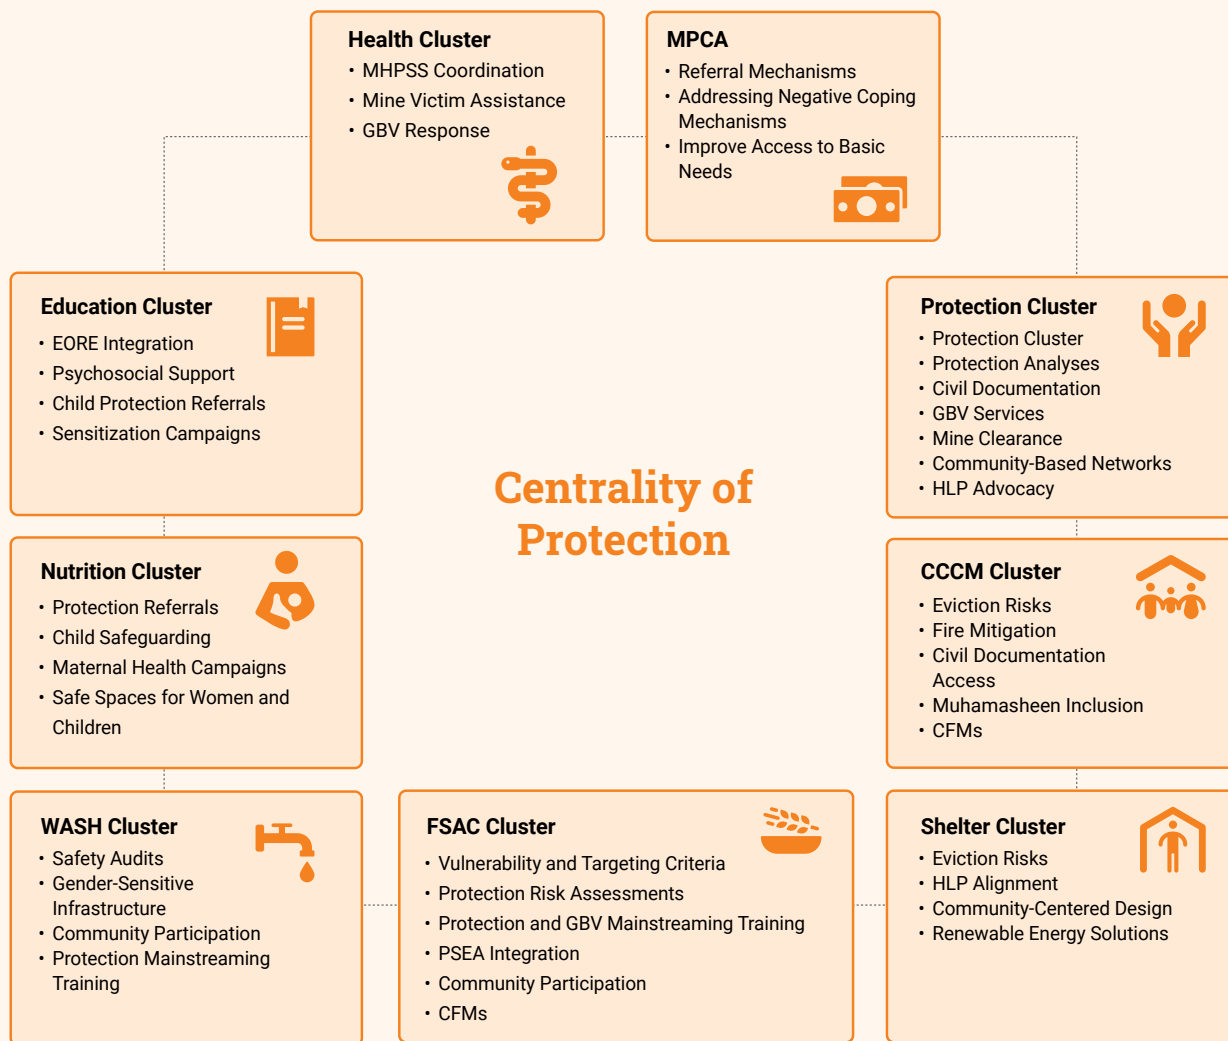 Health Cluster
• MHPSS Coordination
• Mine Victim Assistance
• GBV Response
MPCA
• Referral Mechanisms
• Addressing Negative Coping
Mechanisms
• Improve Access to Basic
Needs
Education Cluster
• EORE Integration
• Psychosocial Support
• Child Protection Referrals
• Sensitization Campaigns
Protection Cluster
• Protection Cluster
• Protection Analyses
• Civil Documentation
• GBV Services
• Mine Clearance
• Community-Based Networks
• HLP Advocacy
Centrality of
Protection
Nutrition Cluster
• Protection Referrals
• Child Safeguarding
• Maternal Health Campaigns
• Safe Spaces for Women and
Children
CCCM Cluster
• Eviction Risks
• Fire Mitigation
• Civil Documentation
Access
• Muhamasheen Inclusion
• CFMs
WASH Cluster
• Safety Audits
• Gender-Sensitive
Infrastructure
• Community Participation
• Protection Mainstreaming
Training
FSAC Cluster
• Vulnerability and Targeting Criteria
• Protection Risk Assessments
• Protection and GBV Mainstreaming Training
• PSEA Integration
• Community Participation
• CFMs
Shelter Cluster
• Eviction Risks
• HLP Alignment
• Community-Centered Design
• Renewable Energy Solutions